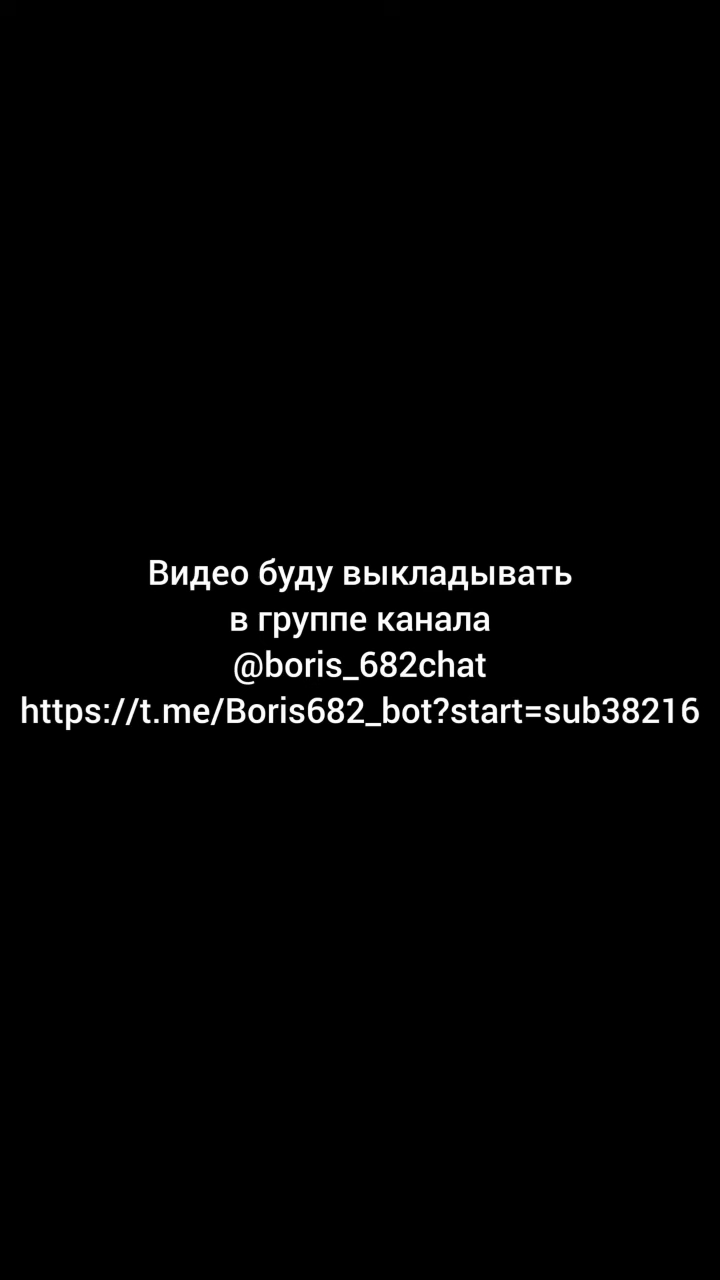 Видео буду выкладывать
в группе канала
@boris_682chat
https://t.me/Boris682_bot?start=sub38216